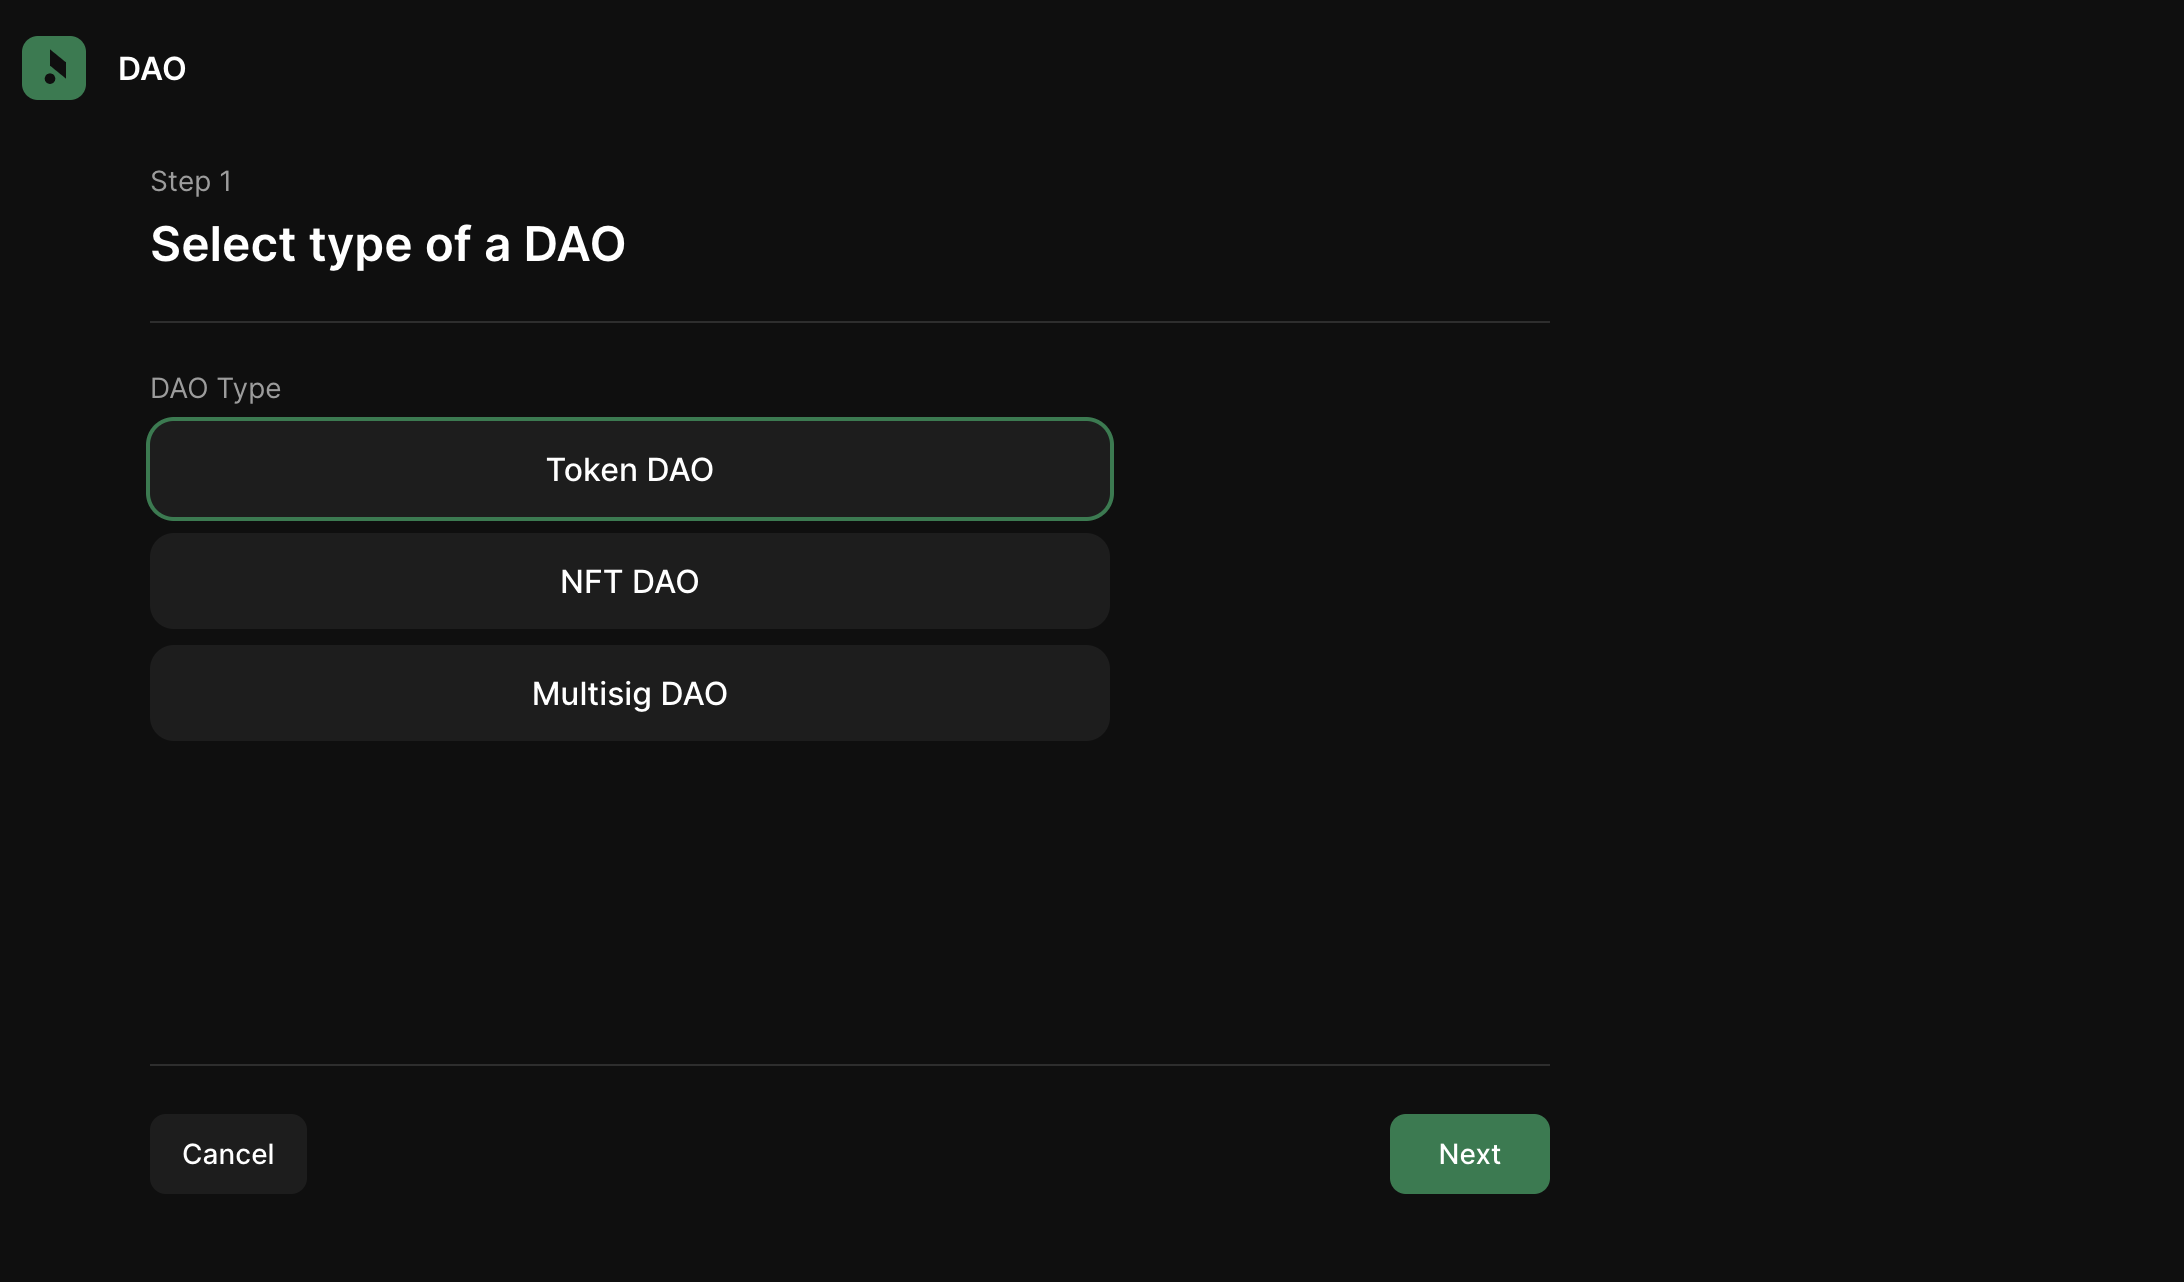 DAO
Step 1
Select type of a DAO
DAO Type
Token DAO
NFT DAO
Multisig DAO
Cancel
Next